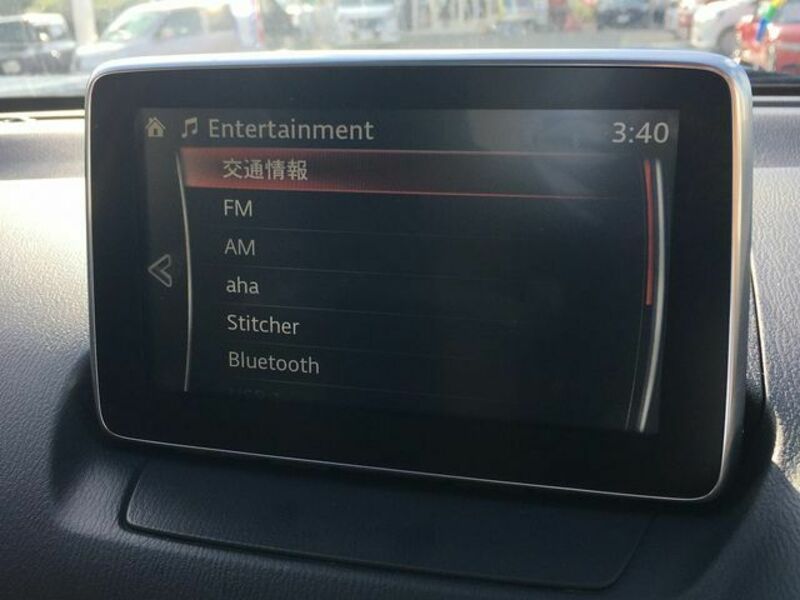 Entertainment
3:40
交通情報
FM
AM
aha
Stitcher
Bluetooth